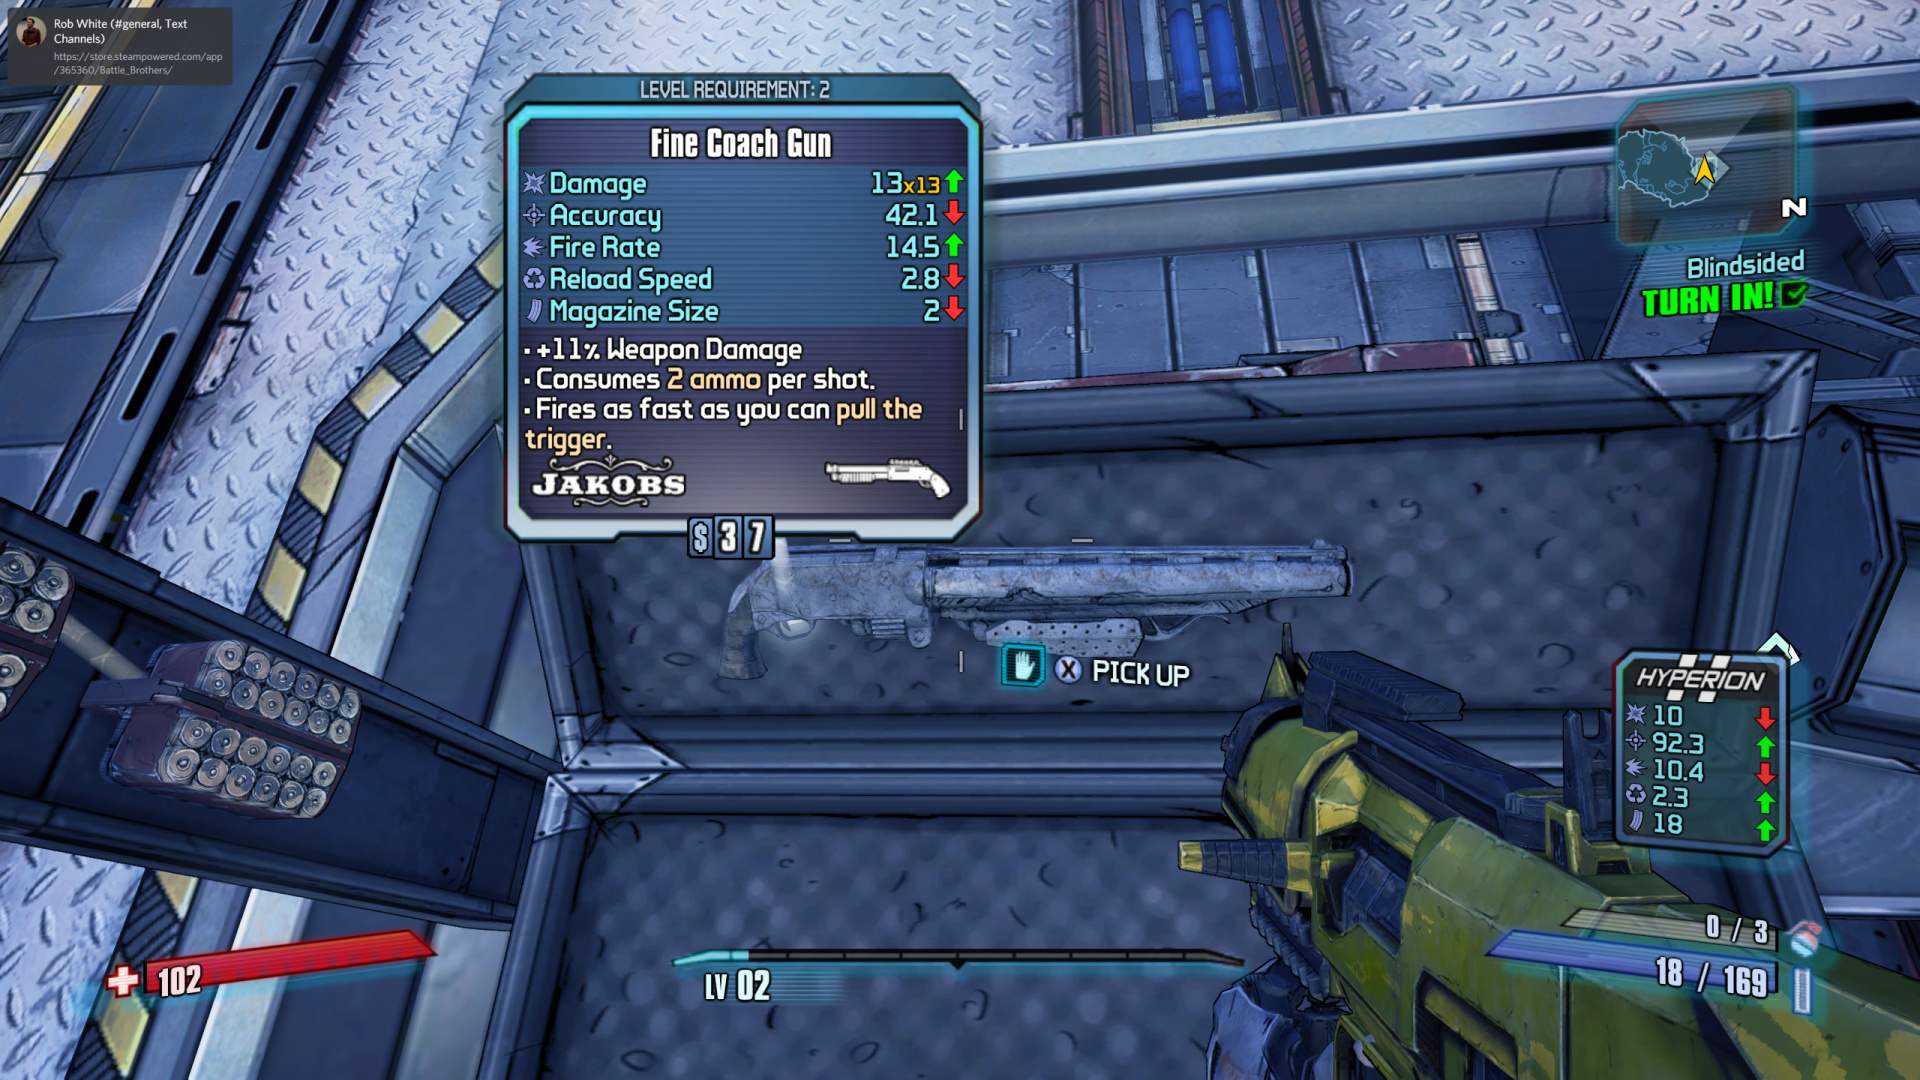 Rob White (#general, Text
Channels)
https://store.steampowered.com/app
/365360/Battle_Brothers/
LEVEL REQUIREMENT: 2
Fine Coach Gun
Damage 13x13
Accuracy 42.1
Fire Rate 14.5
Reload Speed 2.8
Magazine Size 2
• +11% Weapon Damage
• Consumes 2 ammo per shot.
• Fires as fast as you can pull the
trigger.
JAKOBS
$37
X PICK UP
N
Blindsided
TURN IN!
HYPERION
10
92.3
10.4
2.3
18
0 / 3
18 / 169
102
LV 02